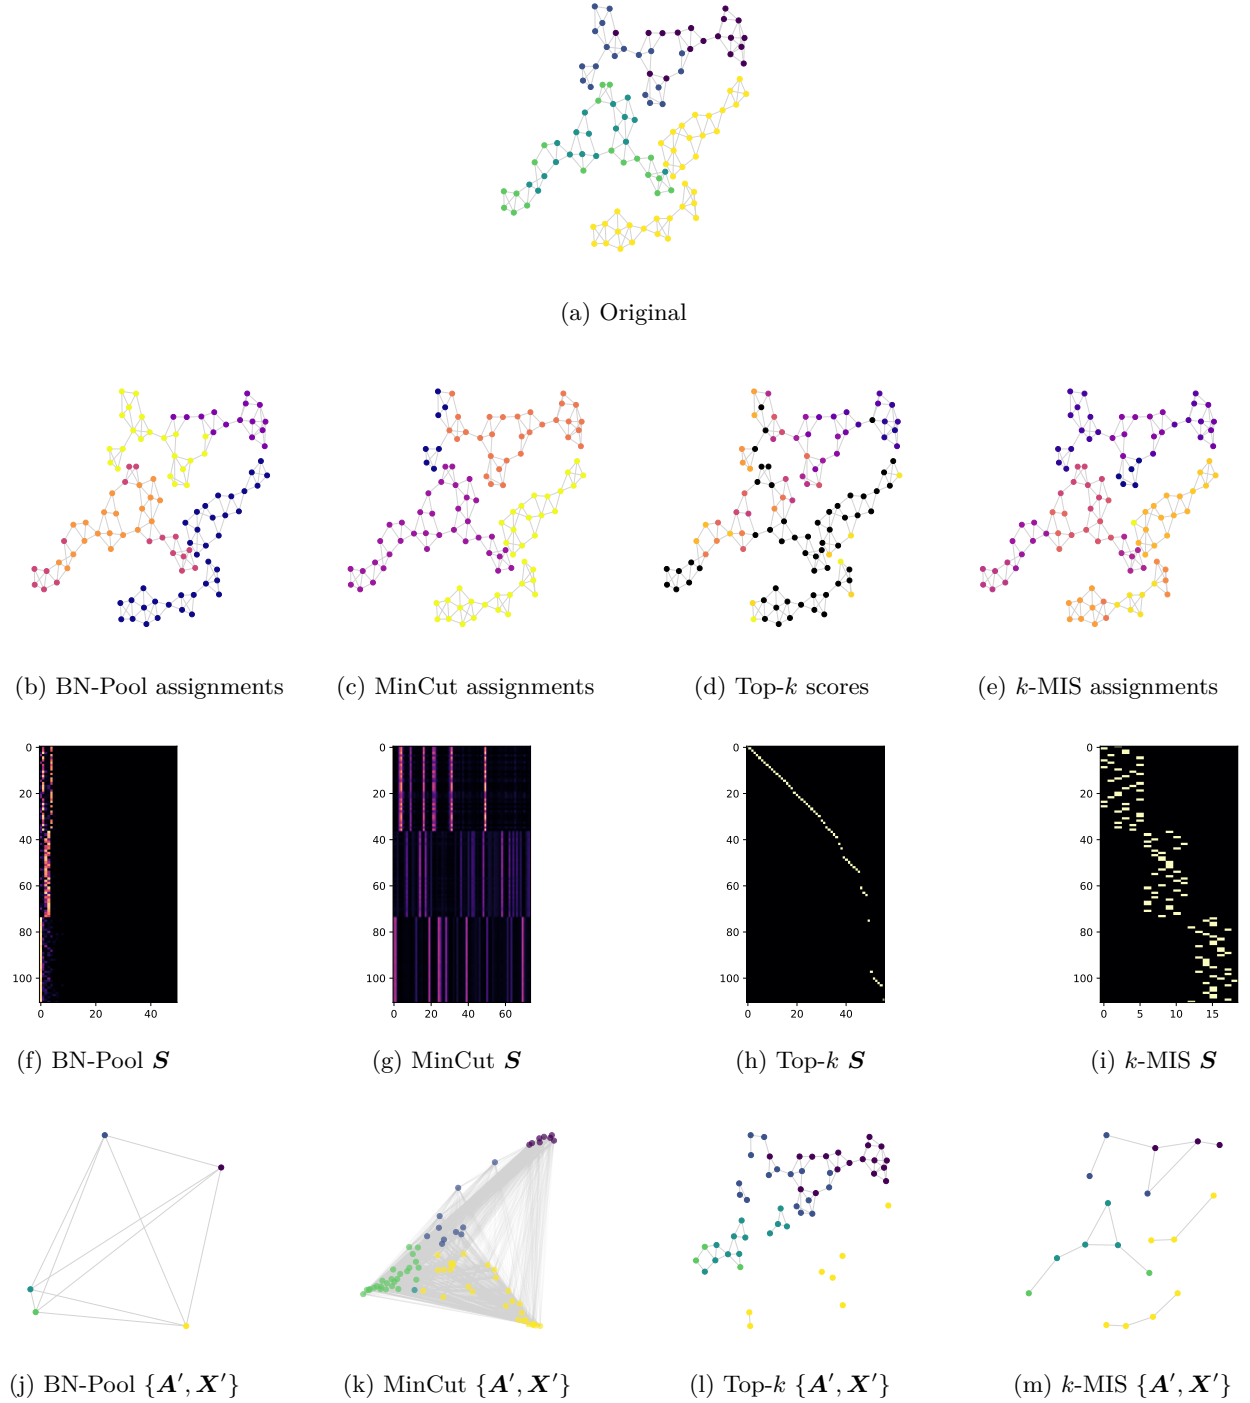 (a) Original
(b) BN-Pool assignments
(c) MinCut assignments
(d) Top-k scores
(e) k-MIS assignments
0
20
40
60
80
100
0
20
40
0
20
40
60
80
100
0
20
40
60
0
20
40
60
80
100
0
20
40
0
20
40
60
80
100
0
5
10
15
(f) BN-Pool S
(g) MinCut S
(h) Top-k S
(i) k-MIS S
(j) BN-Pool {A′, X′}
(k) MinCut {A′, X′}
(l) Top-k {A′, X′}
(m) k-MIS {A′, X′}